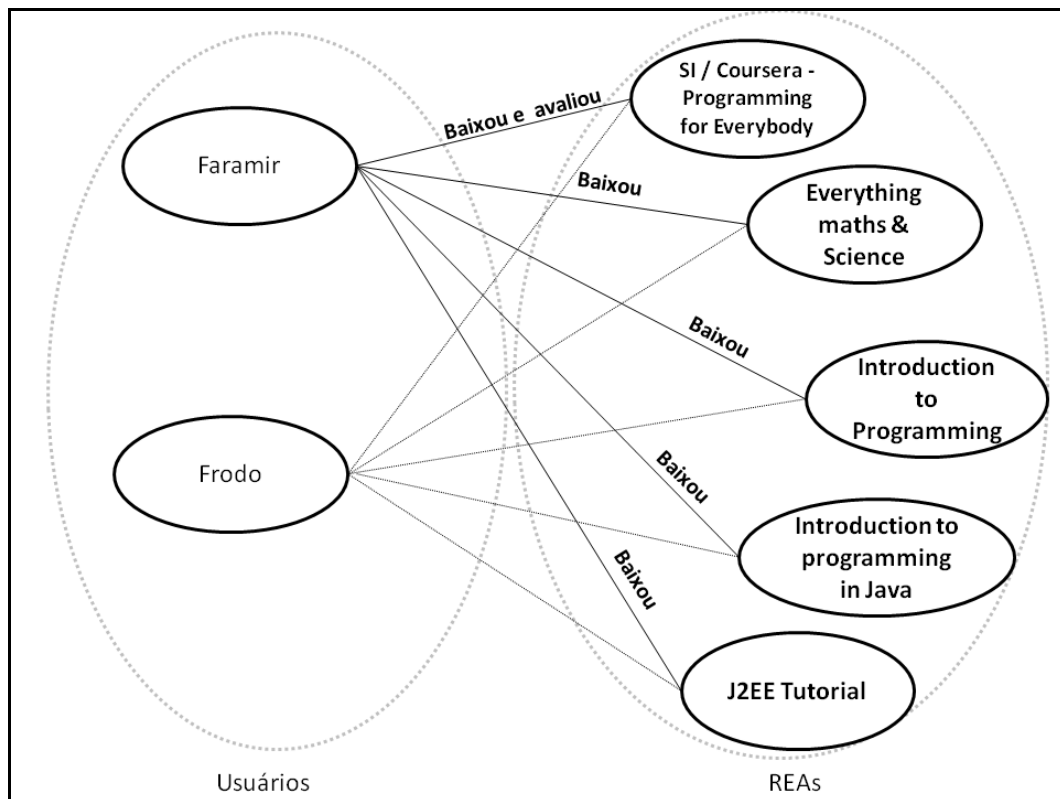 SI / Coursera -
Programming
for Everybody
Baixou e avaliou
Faramir
Baixou
Everything
maths &
Science
Baixou
Introduction
to
Programming
Frodo
Baixou
Introduction to
programming
in Java
Baixou
J2EE Tutorial
Usuários
REAs